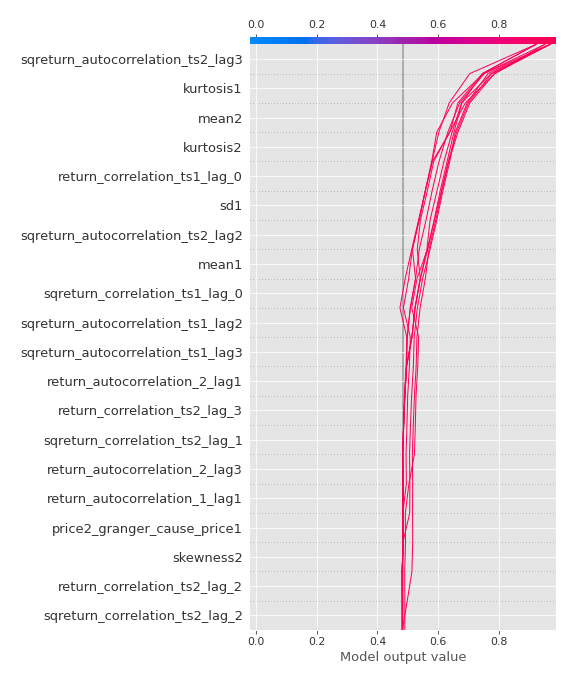 0.0 0.2 0.4 0.6 0.8
sqreturn_autocorrelation_ts2_lag3
kurtosis1
mean2
kurtosis2
return_correlation_ts1_lag_0
sd1
sqreturn_autocorrelation_ts2_lag2
mean1
sqreturn_correlation_ts1_lag_0
sqreturn_autocorrelation_ts1_lag2
sqreturn_autocorrelation_ts1_lag3
return_autocorrelation_2_lag1
return_correlation_ts2_lag_3
sqreturn_correlation_ts2_lag_1
return_autocorrelation_2_lag3
return_autocorrelation_1_lag1
price2_granger_cause_price1
skewness2
return_correlation_ts2_lag_2
sqreturn_correlation_ts2_lag_2
0.0 0.2 0.4 0.6 0.8
Model output value